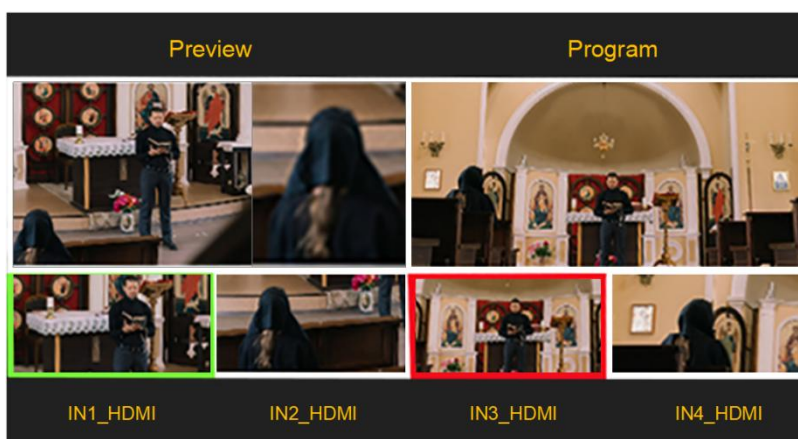 Preview
Program
IN1_HDMI
IN2_HDMI
IN3_HDMI
IN4_HDMI